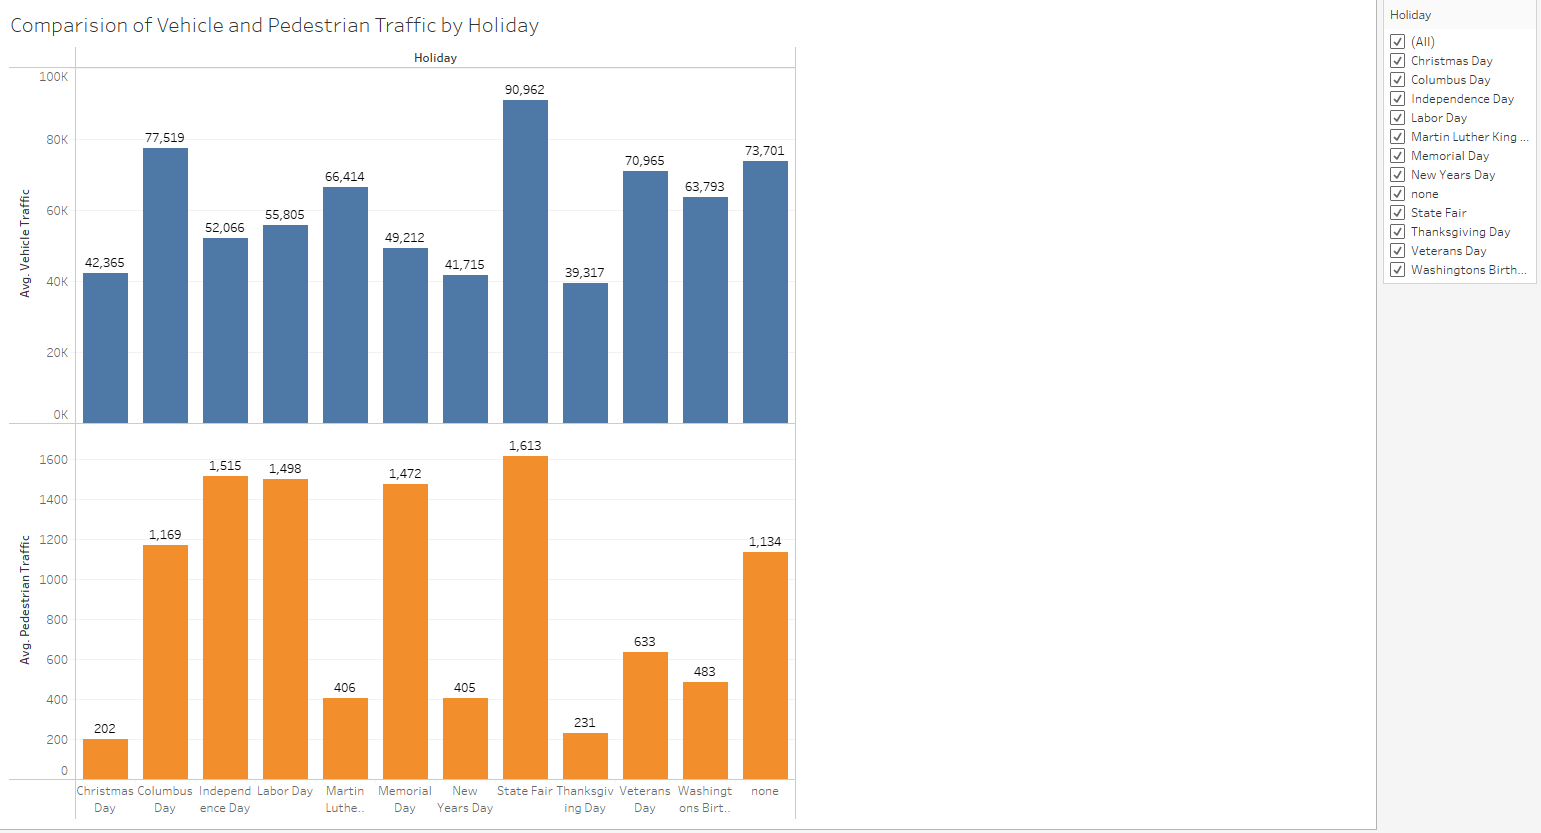 Comparision of Vehicle and Pedestrian Traffic by Holiday
Holiday
Avg. Vehicle Traffic
100K
80K
60K
40K
20K
0K
42,365
77,519
52,066
55,805
66,414
49,212
41,715
90,962
39,317
70,965
63,793
73,701
Avg. Pedestrian Traffic
1600
1400
1200
1000
800
600
400
200
0
202
1,169
1,515
1,498
406
1,472
405
1,613
231
633
483
1,134
Christmas
Day
Columbus
Day
Independ
ence Day
Labor Day
Martin
Luthe..
Memorial
Day
New
Years Day
State Fair
Thanksgiv
ing Day
Veterans
Day
Washingt
ons Birt..
none
Holiday
(All)
Christmas Day
Columbus Day
Independence Day
Labor Day
Martin Luther King ...
Memorial Day
New Years Day
none
State Fair
Thanksgiving Day
Veterans Day
Washingtons Birth...